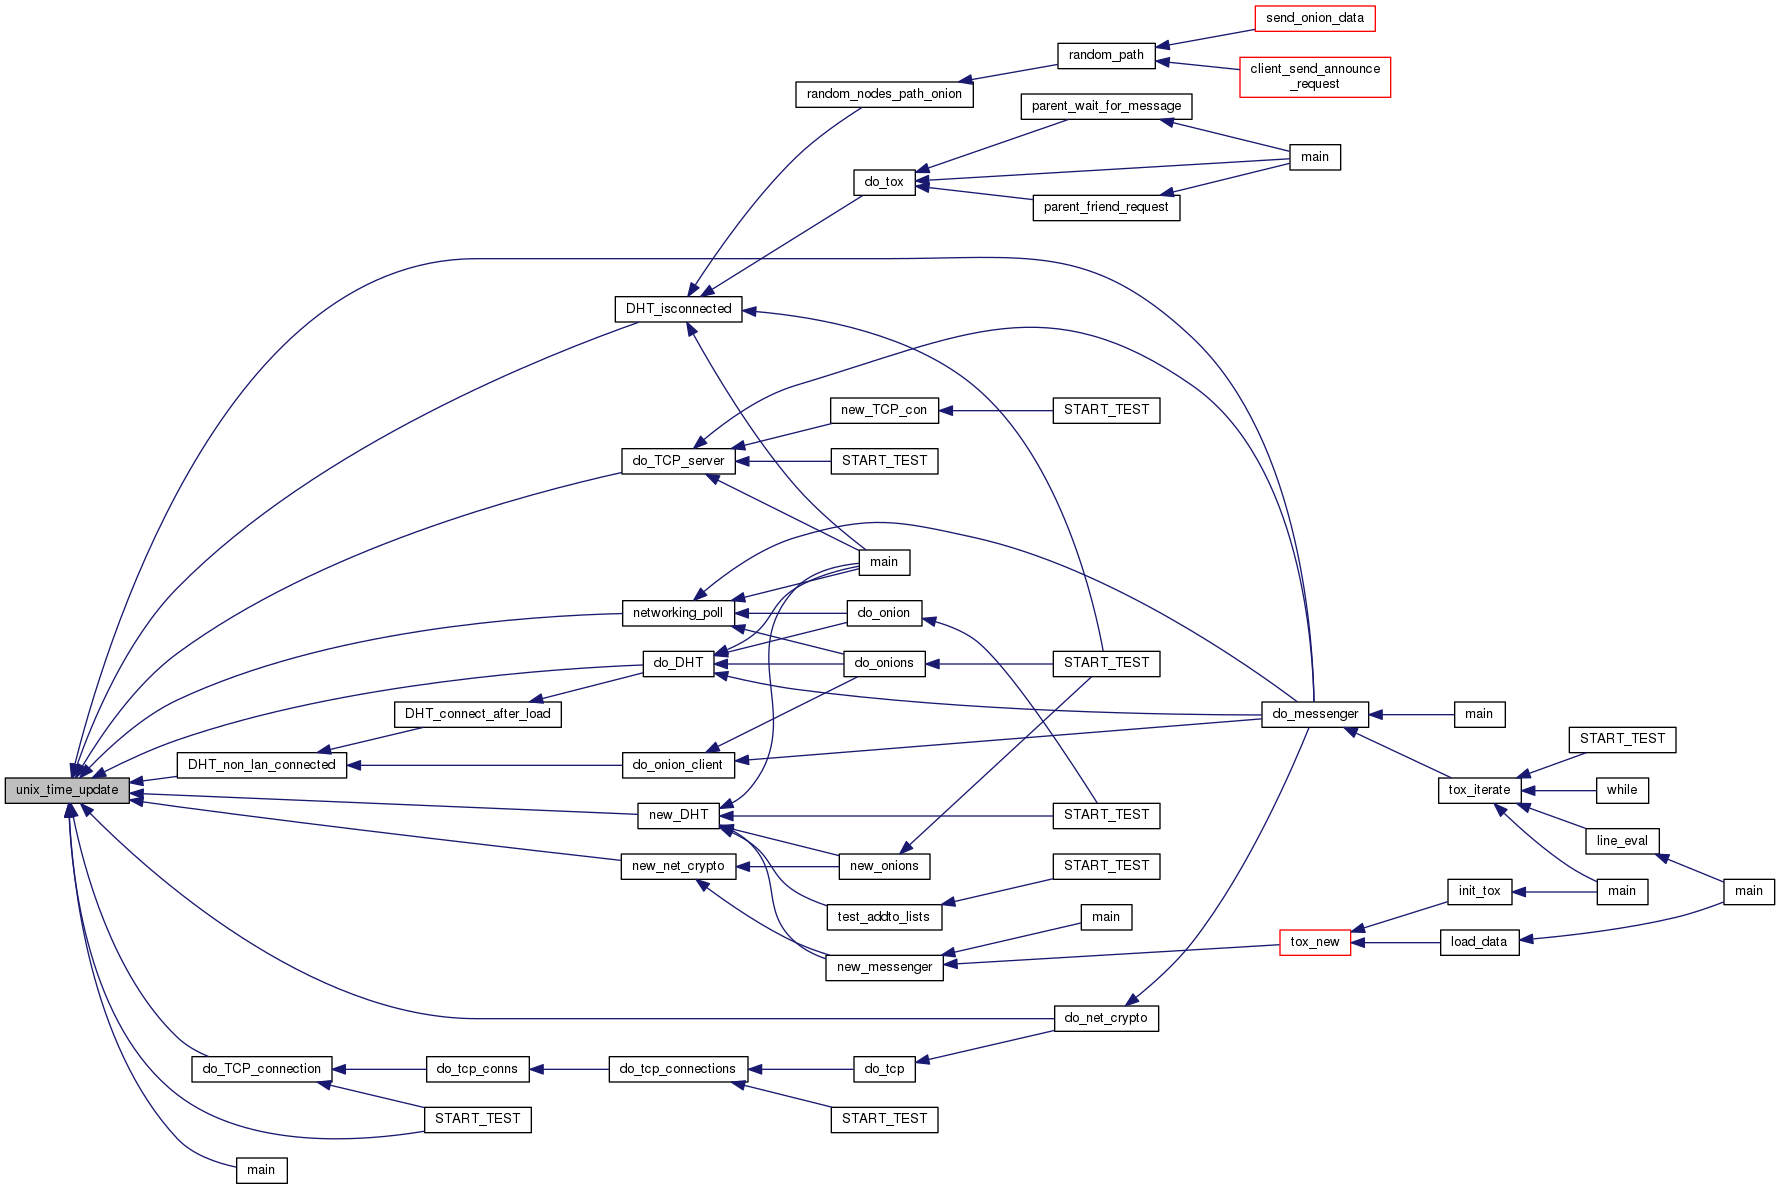 send_onion_data
random_path
client_send_announce
_request
random_nodes_path_onion
parent_wait_for_message
main
do_tox
parent_friend_request
DHT_isconnected
new_TCP_con
START_TEST
do_TCP_server
START_TEST
main
networking_poll
do_onion
do_DHT
do_onions
START_TEST
DHT_connect_after_load
do_messenger
main
START_TEST
DHT_non_lan_connected
do_onion_client
unix_time_update
tox_iterate
while
new_DHT
START_TEST
line_eval
new_net_crypto
new_onions
START_TEST
init_tox
main
main
test_addto_lists
main
tox_new
load_data
new_messenger
do_net_crypto
do_TCP_connection
do_tcp_conns
do_tcp_connections
do_tcp
START_TEST
START_TEST
main